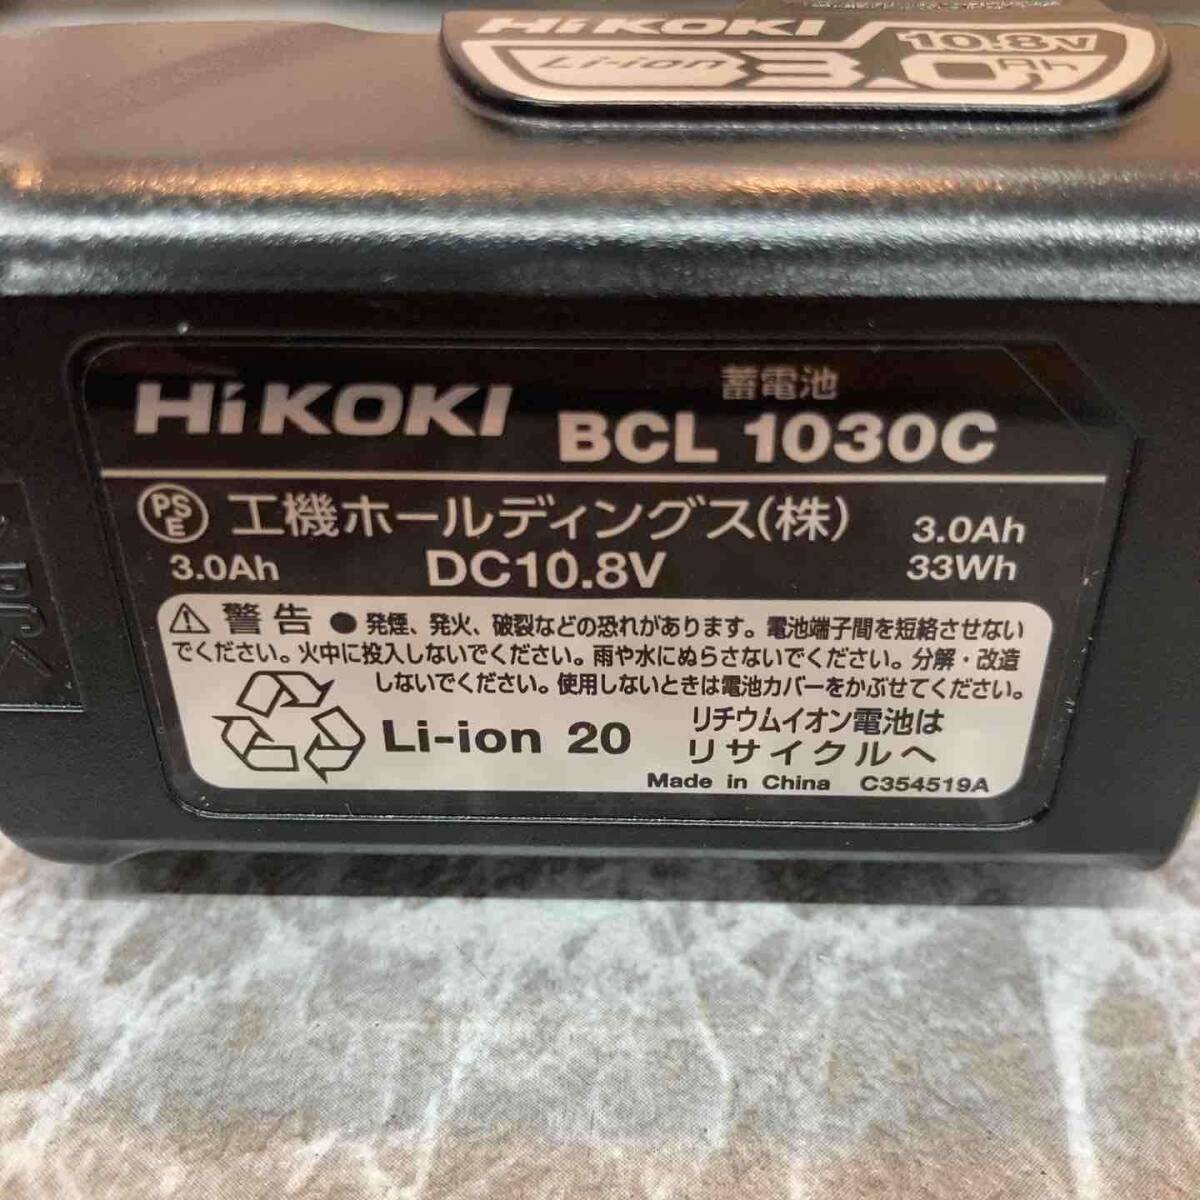 HiKOKI
10.8V
Li-ion 3.0Ah
蓄電池
HiKOKI BCL 1030C
PSE 工機ホールディングス(株) 3.0Ah
3.0Ah DC10.8V 33Wh
⚠警告 ●発煙、発火、破裂などの恐れがあります。電池端子間を短絡させない
でください。火中に投入しないでください。雨や水にぬらさないでください。分解・改造
しないでください。使用しないときは電池カバーをかぶせてください。
Li-ion 20 リチウムイオン電池は
リサイクルへ
Made in China C354519A